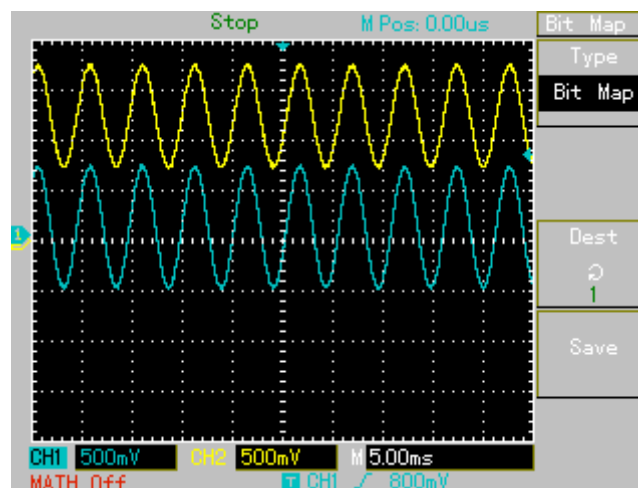 Stop M Pos: 0.00us Bit Map
Type
Bit Map
1
Dest
1
Save
CH1 500mV CH2 500mV M 5.00ms
MATH Off T CH1 800mV